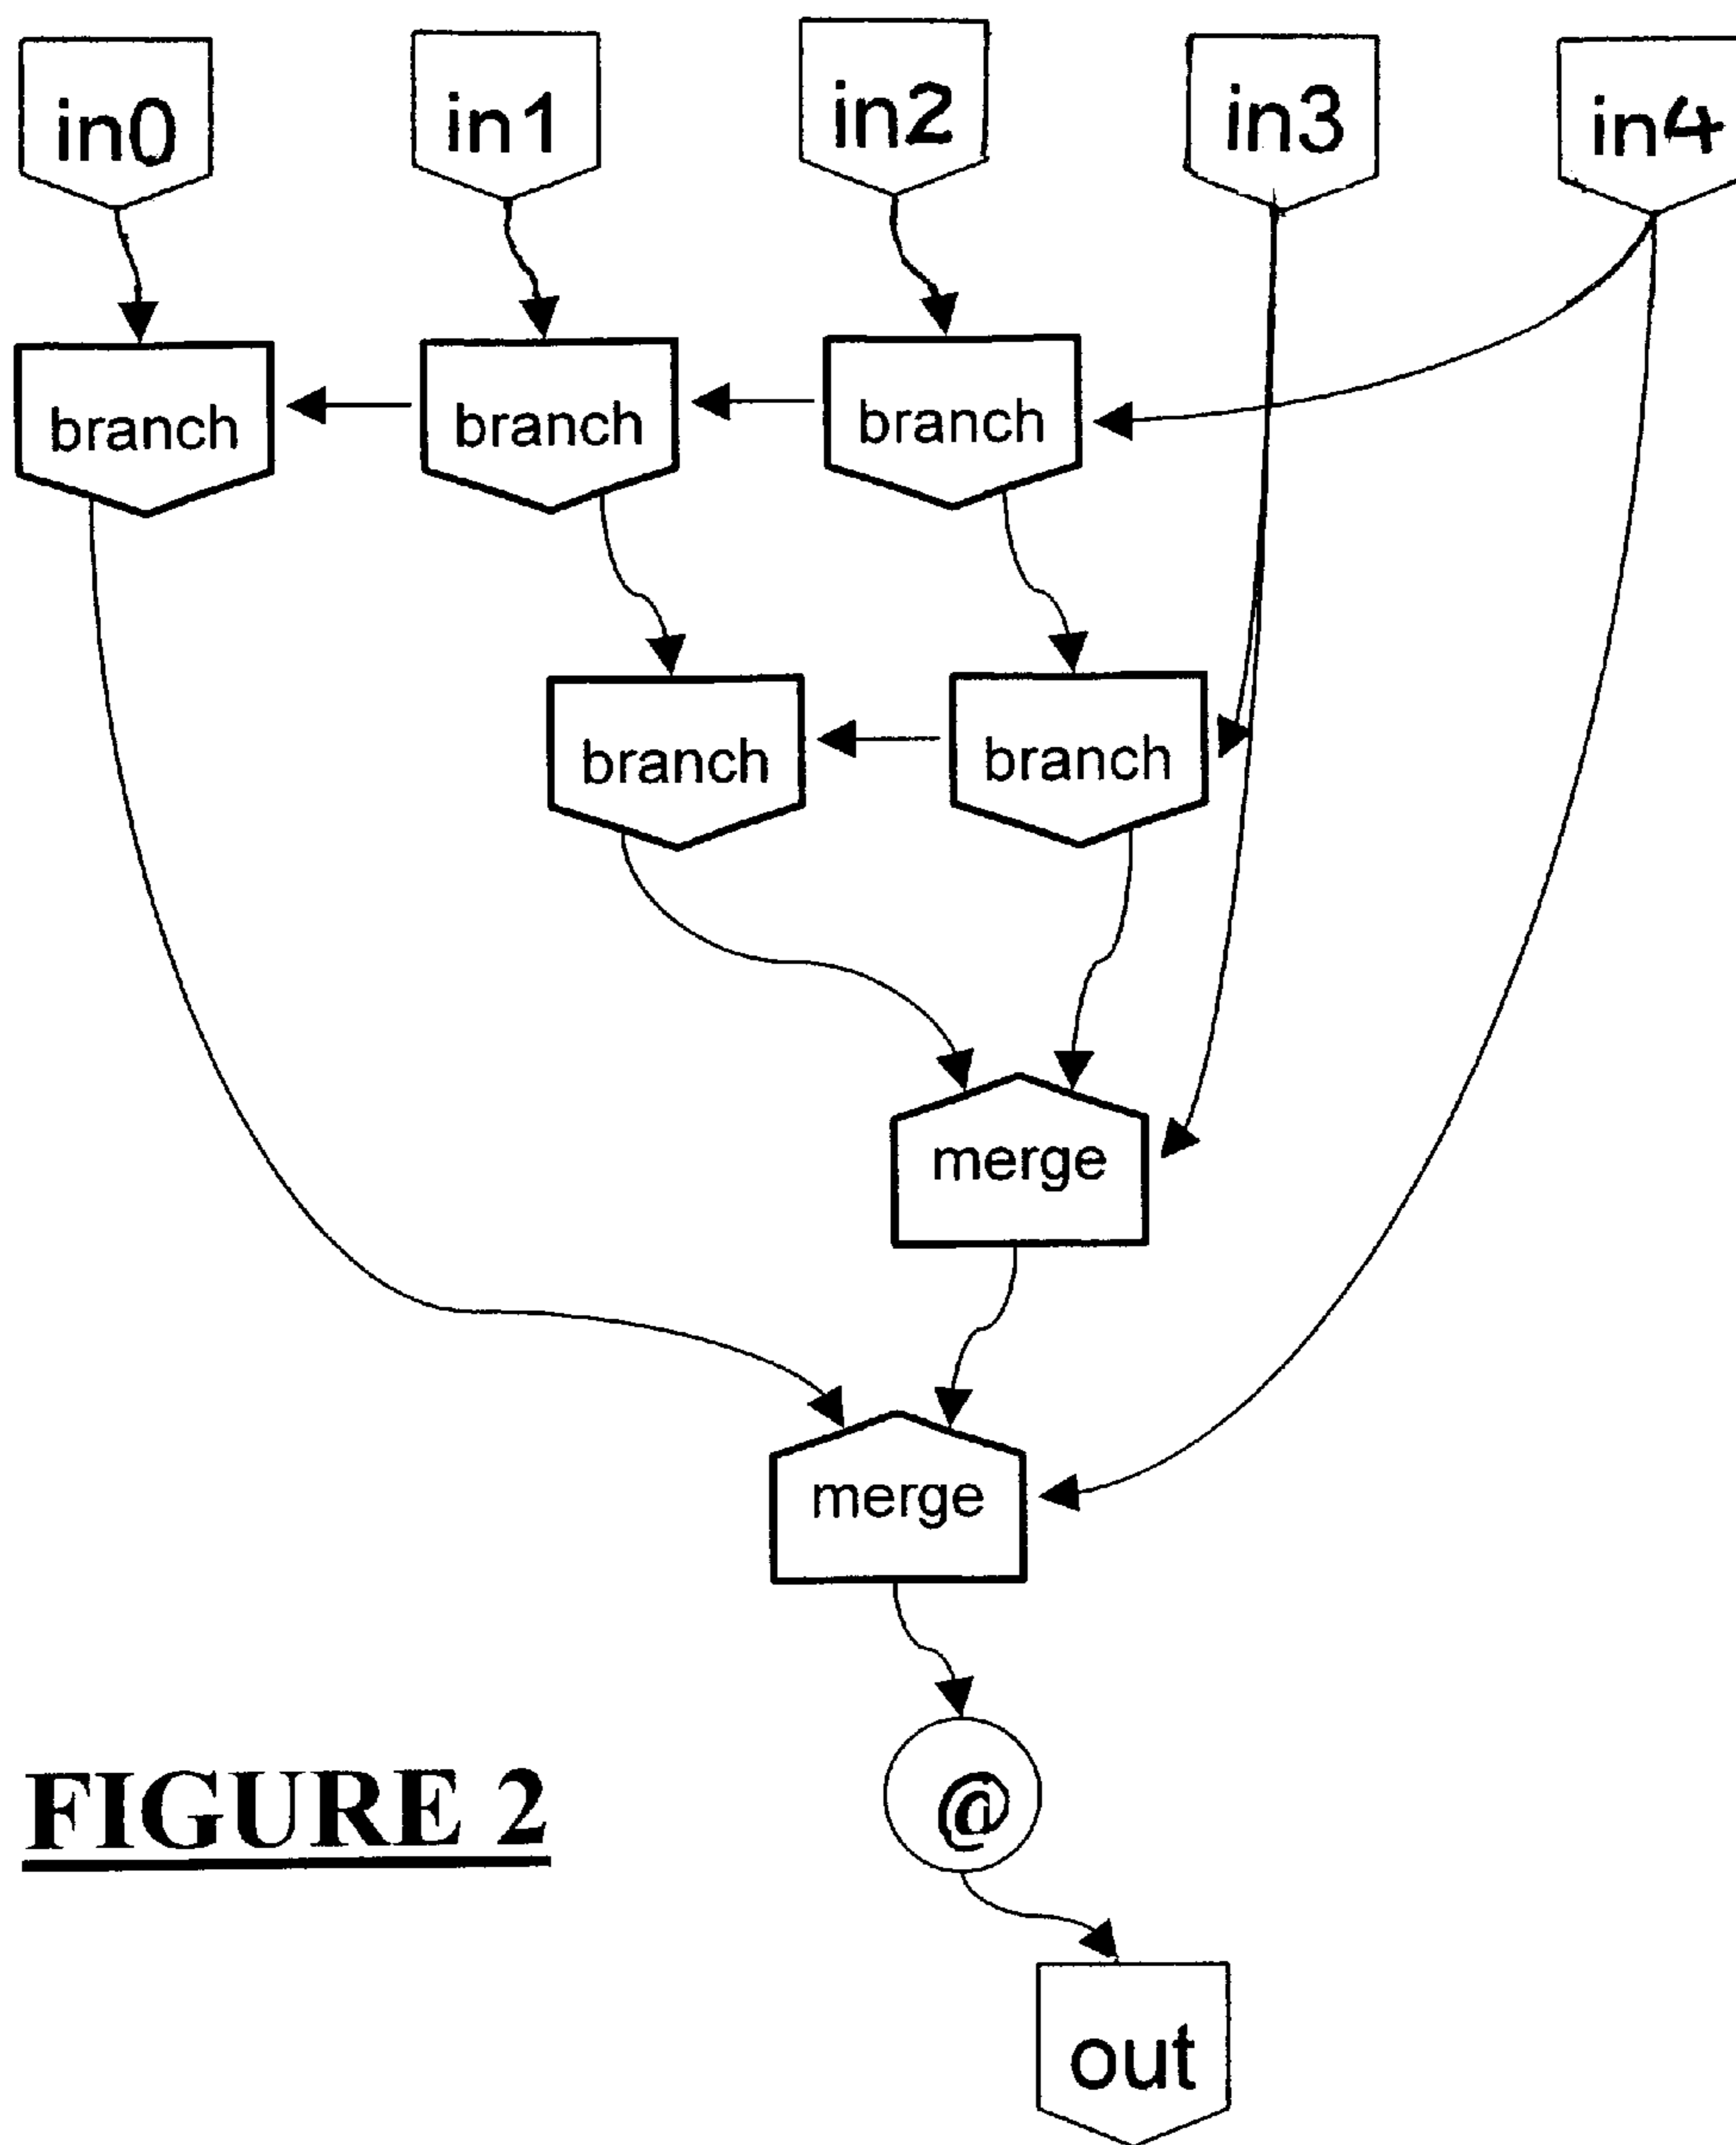 in0
in1
in2
in3
in4
branch
branch
branch
branch
branch
merge
merge
@
FIGURE 2
out